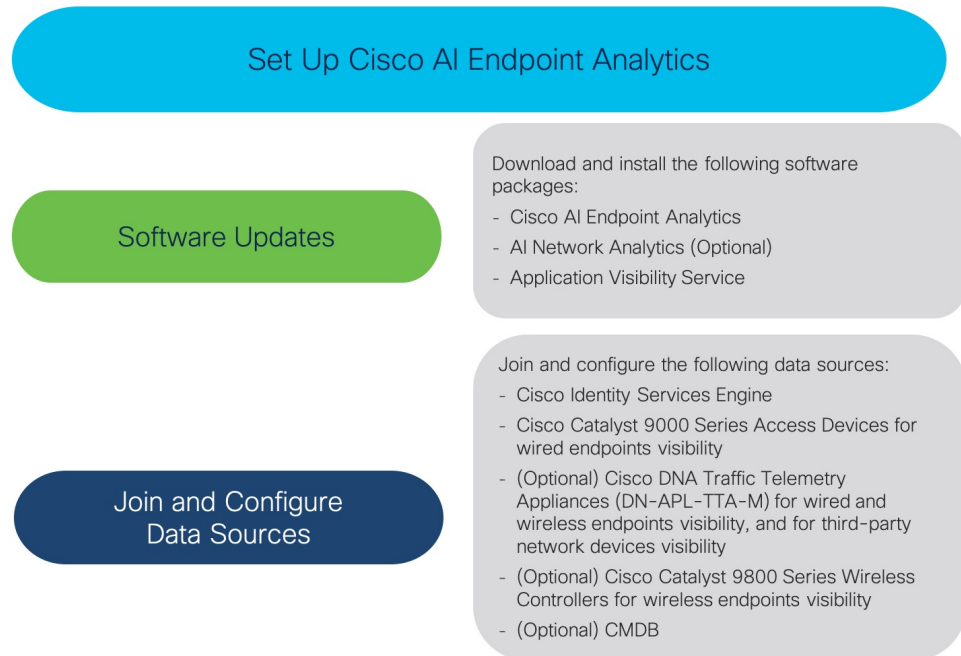 Set Up Cisco AI Endpoint Analytics
Software Updates
Download and install the following software
packages:
- Cisco AI Endpoint Analytics
- AI Network Analytics (Optional)
- Application Visibility Service
Join and Configure
Data Sources
Join and configure the following data sources:
- Cisco Identity Services Engine
- Cisco Catalyst 9000 Series Access Devices for
wired endpoints visibility
- (Optional) Cisco DNA Traffic Telemetry
Appliances (DN-APL-TTA-M) for wired and
wireless endpoints visibility, and for third-party
network devices visibility
- (Optional) Cisco Catalyst 9800 Series Wireless
Controllers for wireless endpoints visibility
- (Optional) CMDB